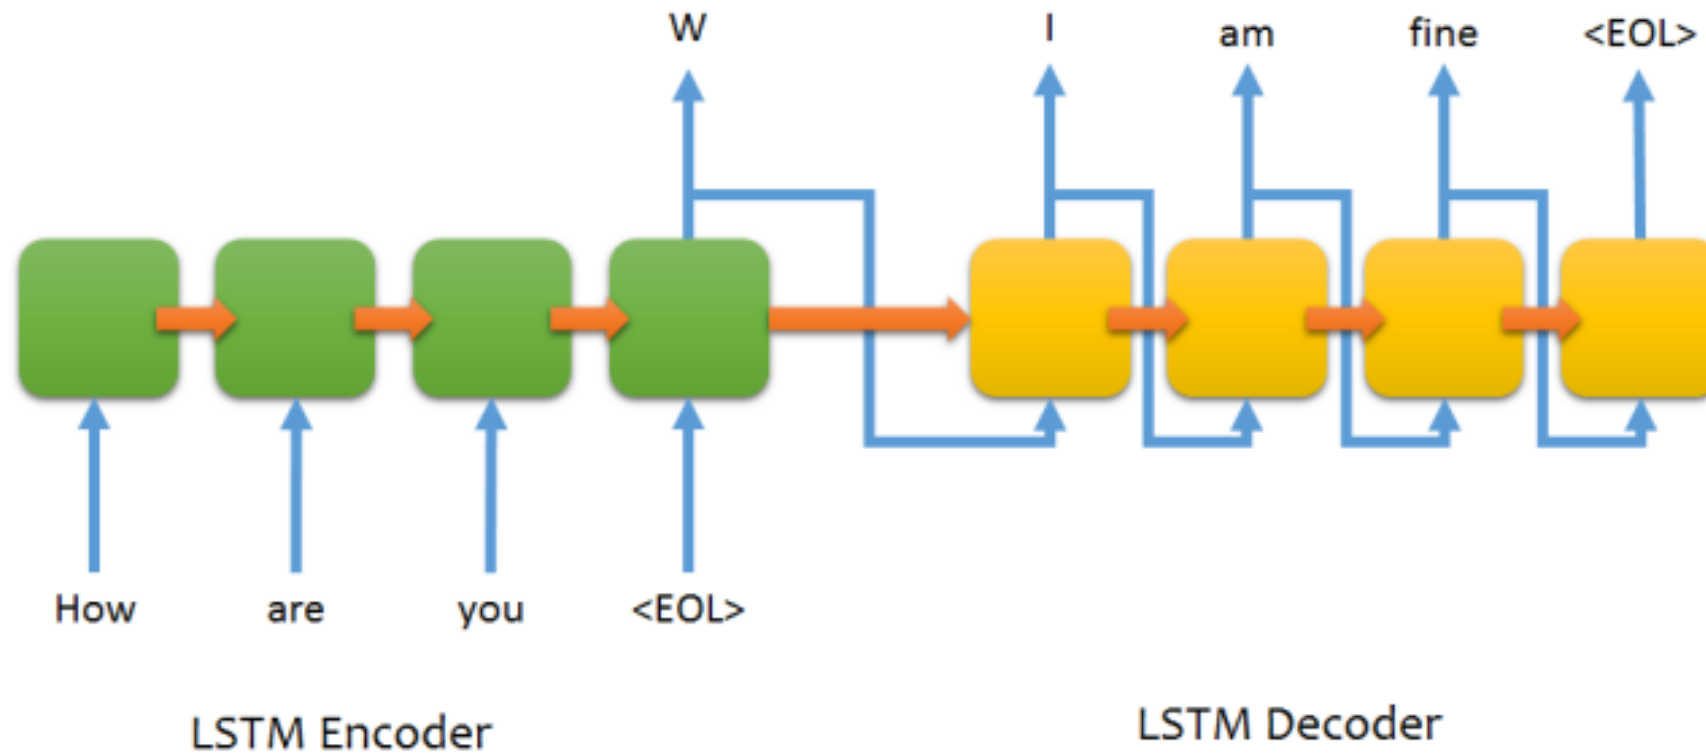 W I am fine <EOL>
How are you <EOL>
LSTM Encoder LSTM Decoder